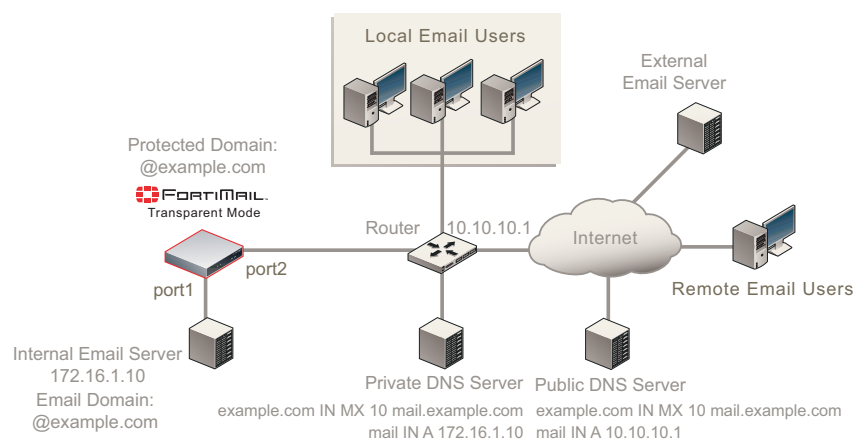 Local Email Users
External
Email Server
Protected Domain:
@example.com
FORTIMAIL
Transparent Mode
Router
10.10.10.1
Internet
port2
port1
Remote Email Users
Internal Email Server
172.16.1.10
Email Domain:
@example.com
Private DNS Server
example.com IN MX 10 mail.example.com
mail IN A 172.16.1.10
Public DNS Server
example.com IN MX 10 mail.example.com
mail IN A 10.10.10.1